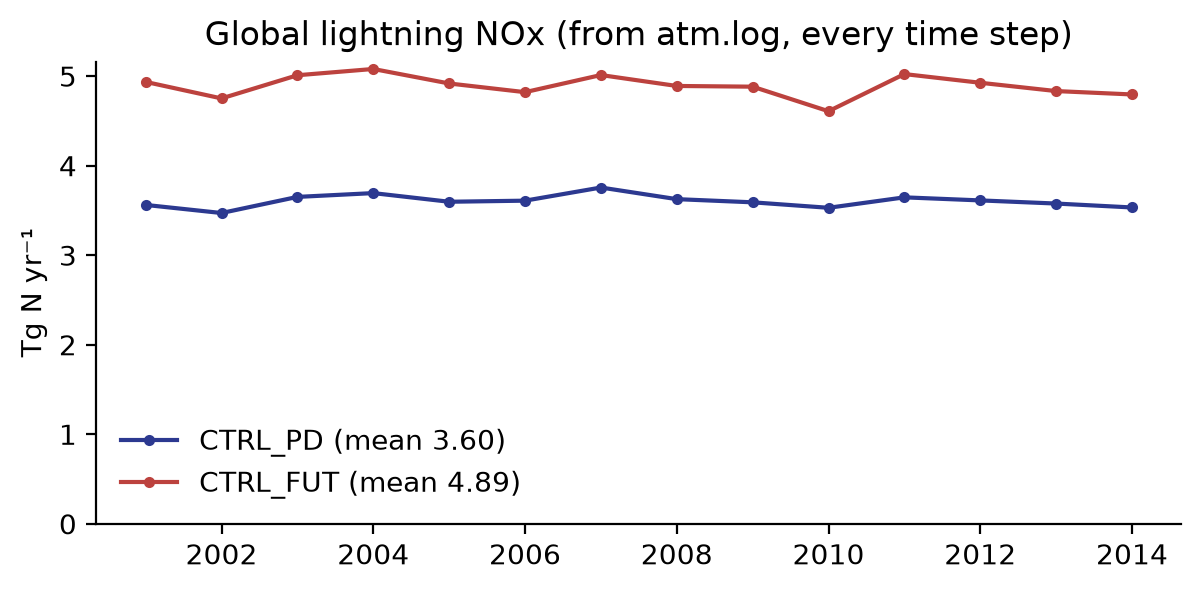 Global lightning NOx (from atm.log, every time step)
Tg N yr⁻¹
5
4
3
2
1
0
CTRL_PD (mean 3.60)
CTRL_FUT (mean 4.89)
2002 2004 2006 2008 2010 2012 2014